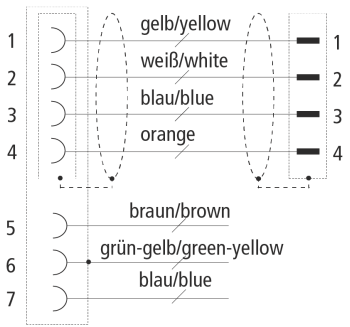 1 gelb/yellow 1
2 weiß/white 2
3 blau/blue 3
4 orange 4
5 braun/brown
6 grün-gelb/green-yellow
7 blau/blue